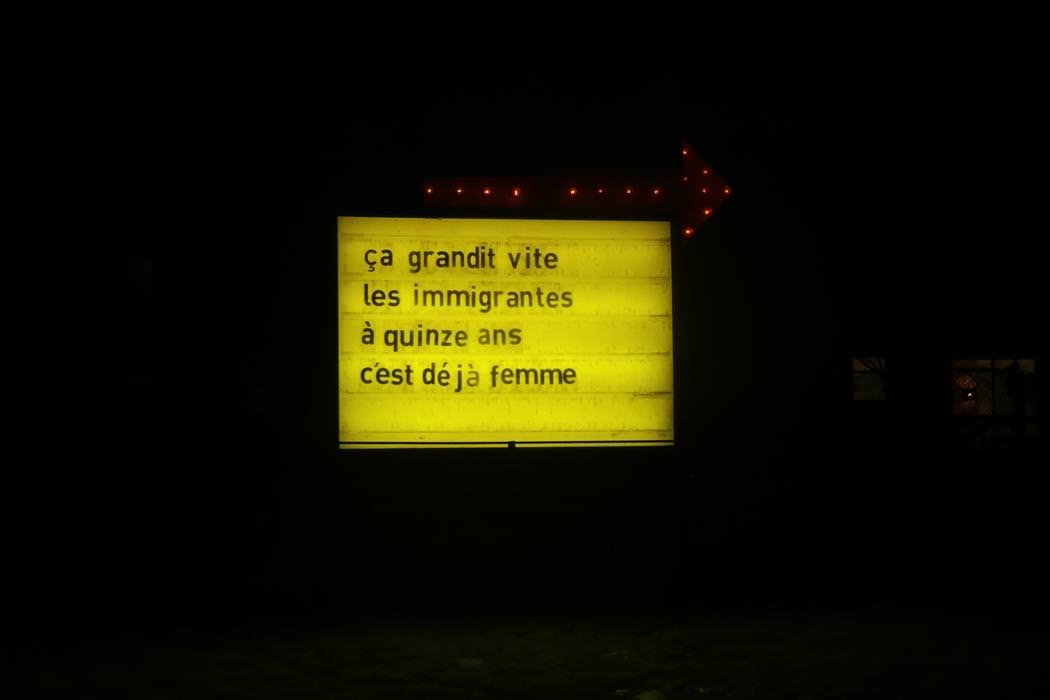 ça grandit vite
les immigrantes
à quinze ans
c'est déjà femme